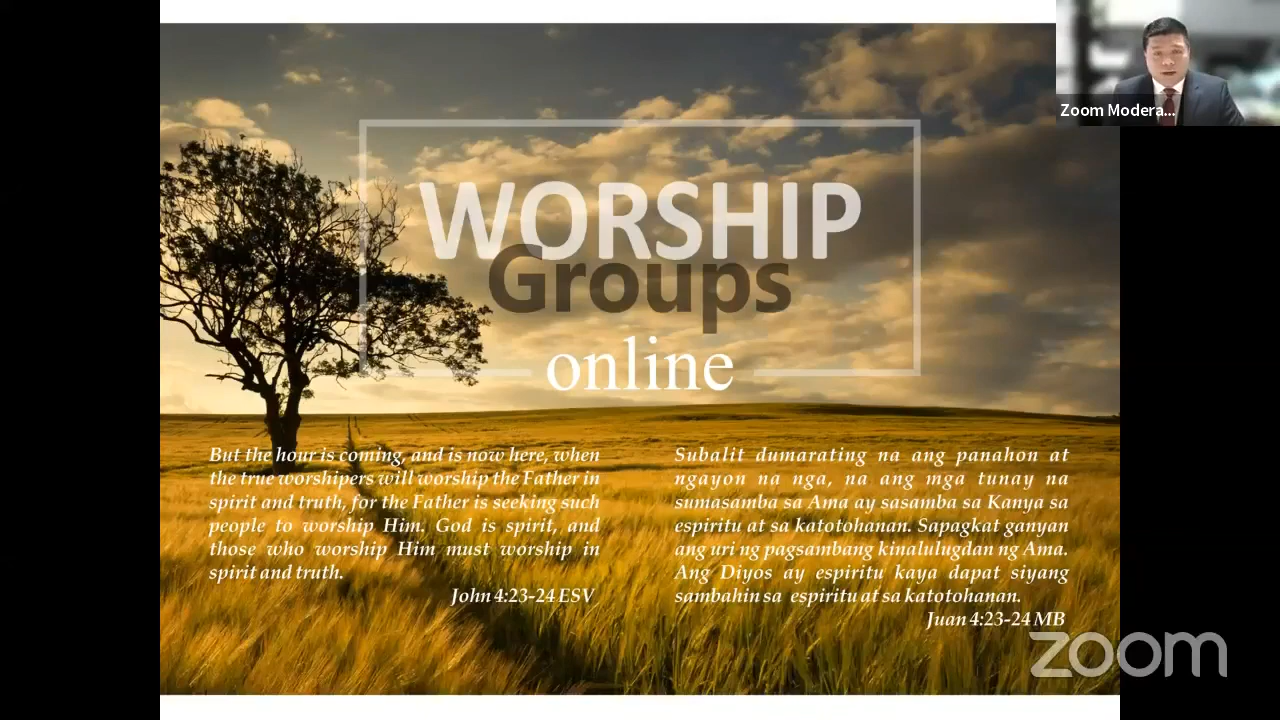 Zoom Modera...
WORSHIP
Groups
online
But the hour is coming, and is now here, when
the true worshipers will worship the Father in
spirit and truth, for the Father is seeking such
people to worship Him. God is spirit, and
those who worship Him must worship in
spirit and truth.
John 4:23-24 ESV
Subalit dumarating na ang panahon at
ngayon na nga, na ang mga tunay na
sumasamba sa Ama ay sasamba sa Kanya sa
espiritu at sa katotohanan. Sapagkat ganyan
ang uri ng pagsambang kinalulugdan ng Ama.
Ang Diyos ay espiritu kaya dapat siyang
sambahin sa espiritu at sa katotohanan.
Juan 4:23-24 MB
zoom